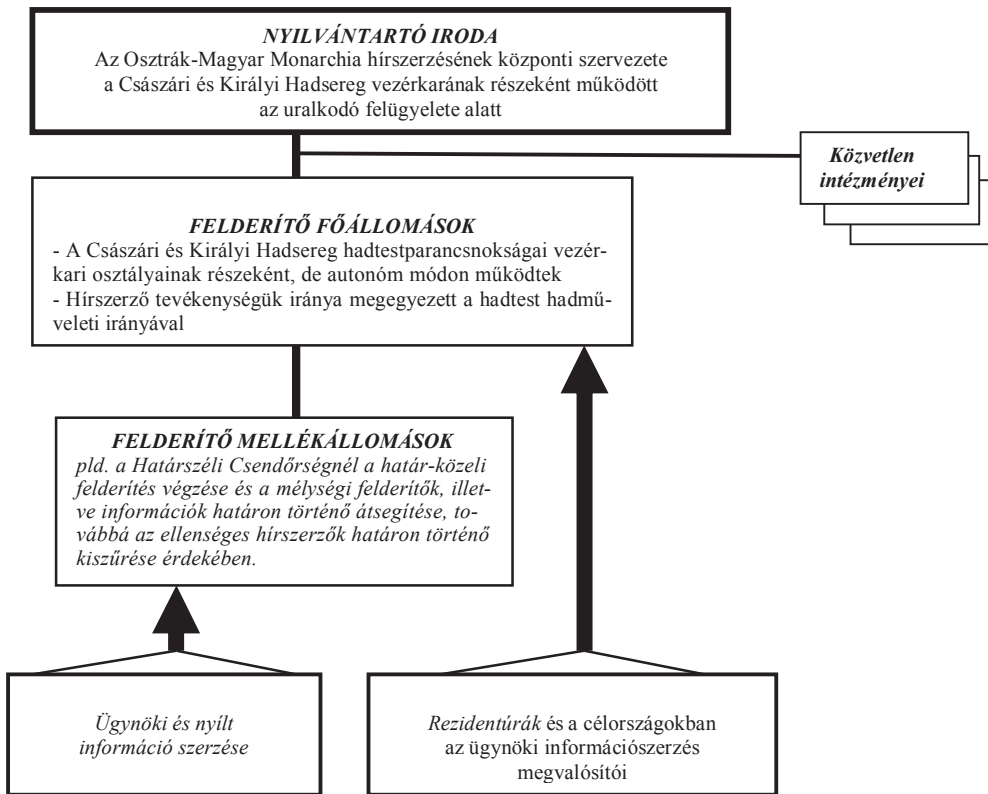 NYILVÁNTARTÓ IRODA
Az Osztrák-Magyar Monarchia hírszerzésének központi szervezete
a Császári és Királyi Hadsereg vezérkarának részeként működött
az uralkodó felügyelete alatt
Közvetlen
intézményei
FELDERÍTŐ FŐÁLLOMÁSOK
- A Császári és Királyi Hadsereg hadtestparancsnokságai vezér-
kari osztályainak részeként, de autonóm módon működtek
- Hírszerző tevékenységük iránya megegyezett a hadtest hadmű-
veleti irányával
FELDERÍTŐ MELLÉKÁLLOMÁSOK
pld. a Határszéli Csendőrségnél a határ-közeli
felderítés végzése és a mélységi felderítők, illet-
ve információk határon történő átsegítése, to-
vábbá az ellenséges hírszerzők határon történő
kiszűrése érdekében.
Ügynöki és nyílt
információ szerzése
Rezidentúrák és a célországokban
az ügynöki információszerzés
megvalósítói